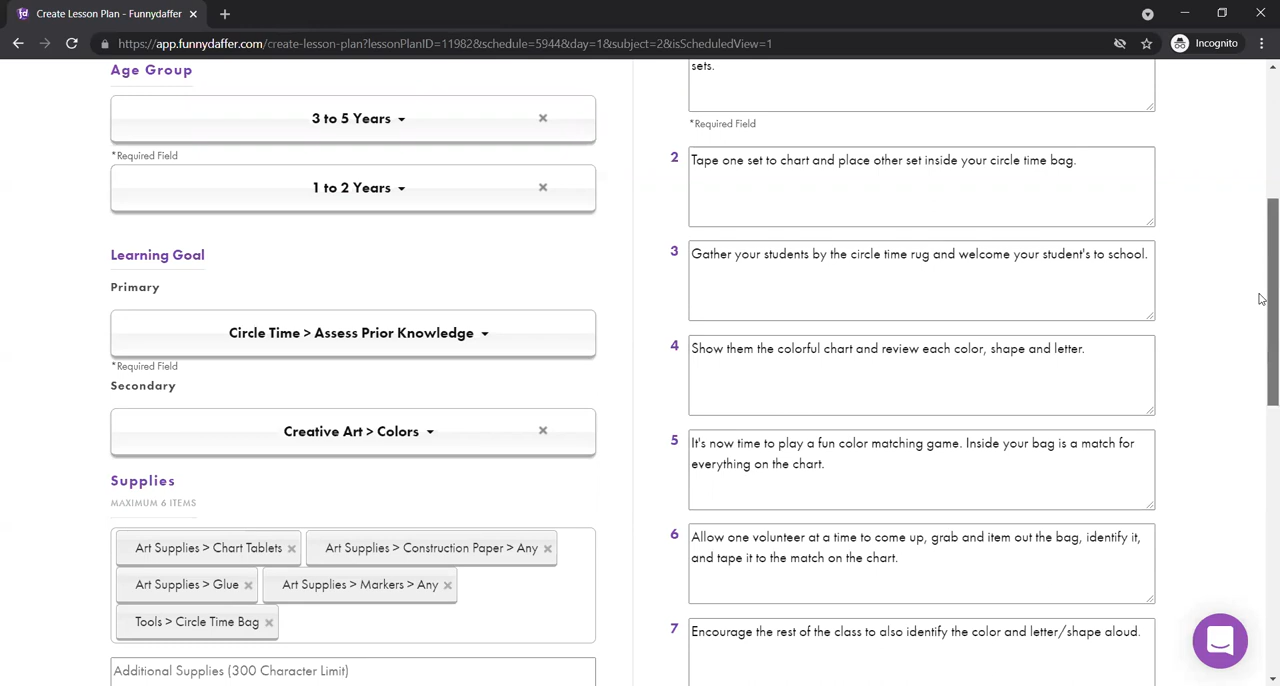 Create Lesson Plan - Funnydaffer
https://app.funnydaffer.com/create-lesson-plan?lessonPlanID=11982&schedule=5944&day=1&subject=2&isScheduledView=1
Incognito
Age Group
3 to 5 Years
*Required Field
1 to 2 Years
Learning Goal
Primary
Circle Time > Assess Prior Knowledge
*Required Field
Secondary
Creative Art > Colors
Supplies
MAXIMUM 6 ITEMS
Art Supplies > Chart Tablets
Art Supplies > Construction Paper > Any
Art Supplies > Glue
Art Supplies > Markers > Any
Tools > Circle Time Bag
Additional Supplies (300 Character Limit)
sets.
*Required Field
2 Tape one set to chart and place other set inside your circle time bag.
3 Gather your students by the circle time rug and welcome your student's to school.
4 Show them the colorful chart and review each color, shape and letter.
5 It's now time to play a fun color matching game. Inside your bag is a match for
everything on the chart.
6 Allow one volunteer at a time to come up, grab and item out the bag, identify it,
and tape it to the match on the chart.
7 Encourage the rest of the class to also identify the color and letter/shape aloud.